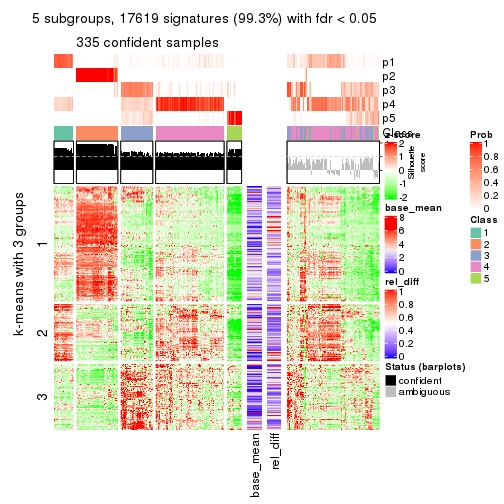 5 subgroups, 17619 signatures (99.3%) with fdr < 0.05
335 confident samples
p1
p2
p3
p4
p5
Class
Silhouette
score
k-means with 3 groups
1
2
3
base_mean
rel_diff
z-score
2
1
0
-1
-2
base_mean
8
6
4
2
0
rel_diff
1
0.8
0.6
0.4
0.2
0
Status (barplots)
confident
ambiguous
Prob
1
0.8
0.6
0.4
0.2
0
Class
1
2
3
4
5